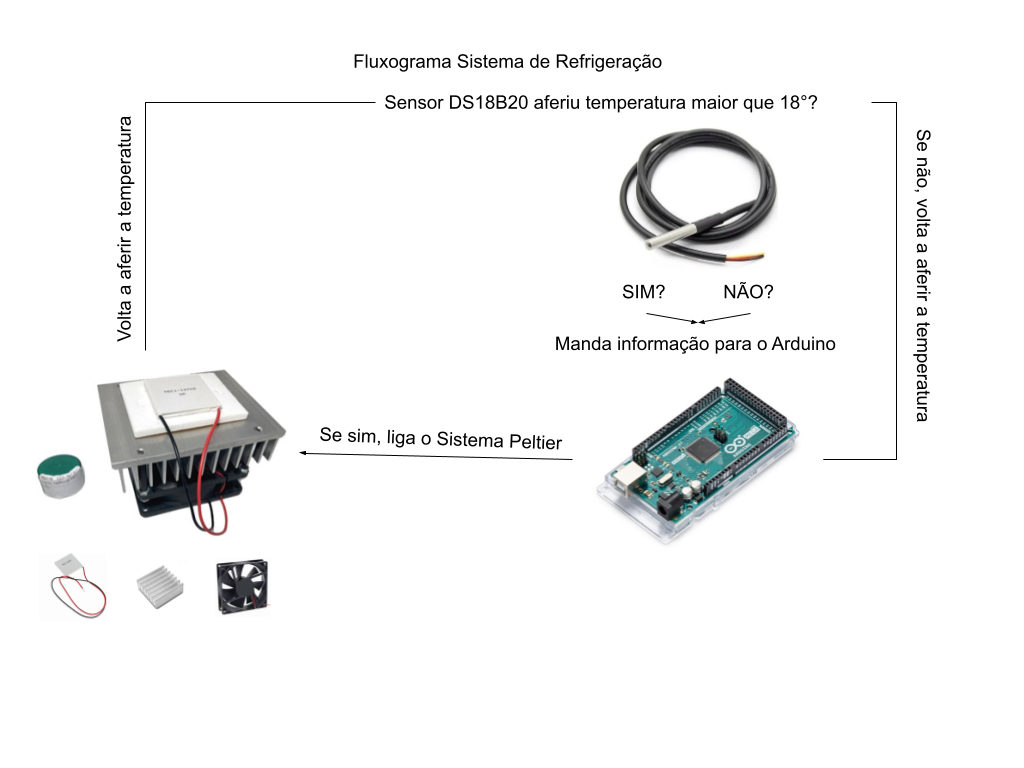 Fluxograma Sistema de Refrigeração
Sensor DS18B20 aferiu temperatura maior que 18°?
Volta a aferir a temperatura
Se não, volta a aferir a temperatura
SIM?
NÃO?
Manda informação para o Arduino
Se sim, liga o Sistema Peltier